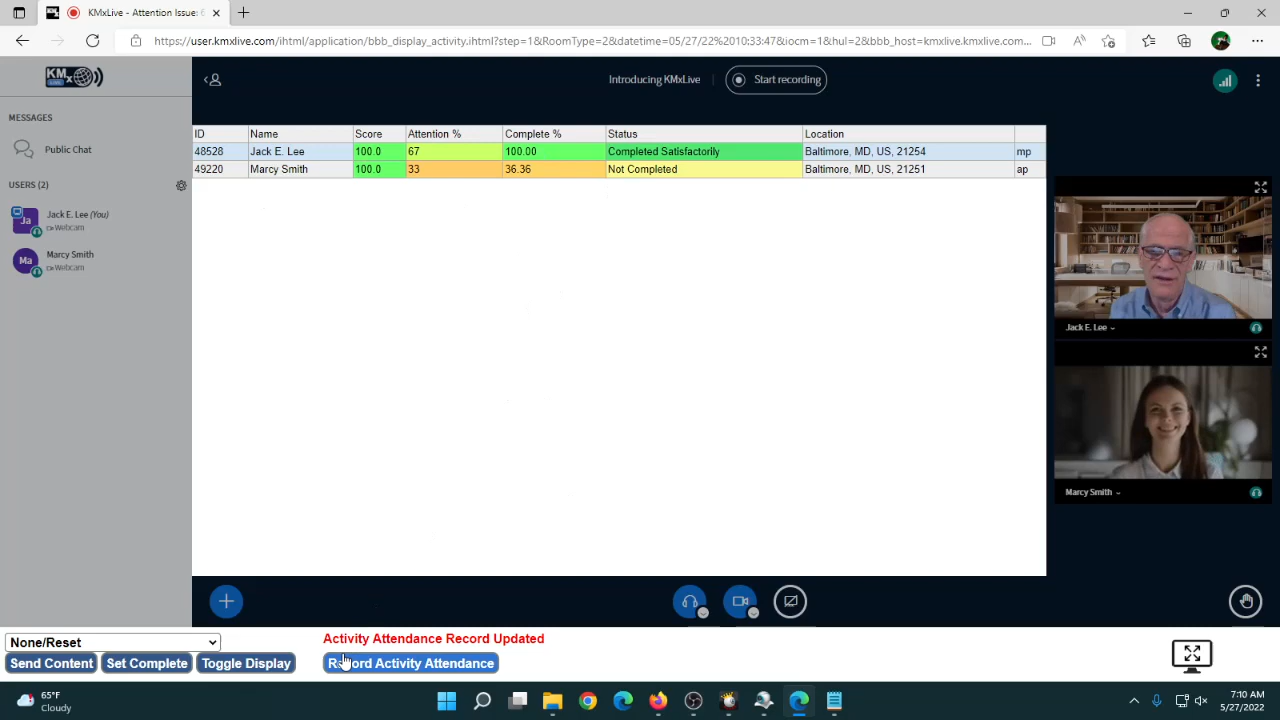 KMxLive - Attention Issue: 6
https://user.kmxlive.com/ihtml/application/bbb_display_activity.ihtml?step=1&RoomType=2&datetime=05/27/22%2010:33:47&iocm=1&hul=2&bbb_host=kmxlive.kmxlive.com...
KMx
LIVE
Introducing KMxLive
Start recording
MESSAGES
Public Chat
USERS (2)
Ja
Jack E. Lee (You)
Webcam
Ma
Marcy Smith
Webcam
ID Name Score Attention % Complete % Status Location
48528 Jack E. Lee 100.0 67 100.00 Completed Satisfactorily Baltimore, MD, US, 21254 mp
49220 Marcy Smith 100.0 33 36.36 Not Completed Baltimore, MD, US, 21251 ap
Jack E. Lee
Marcy Smith
None/Reset
Activity Attendance Record Updated
Send Content Set Complete Toggle Display Record Activity Attendance
65°F
Cloudy
7:10 AM
5/27/2022